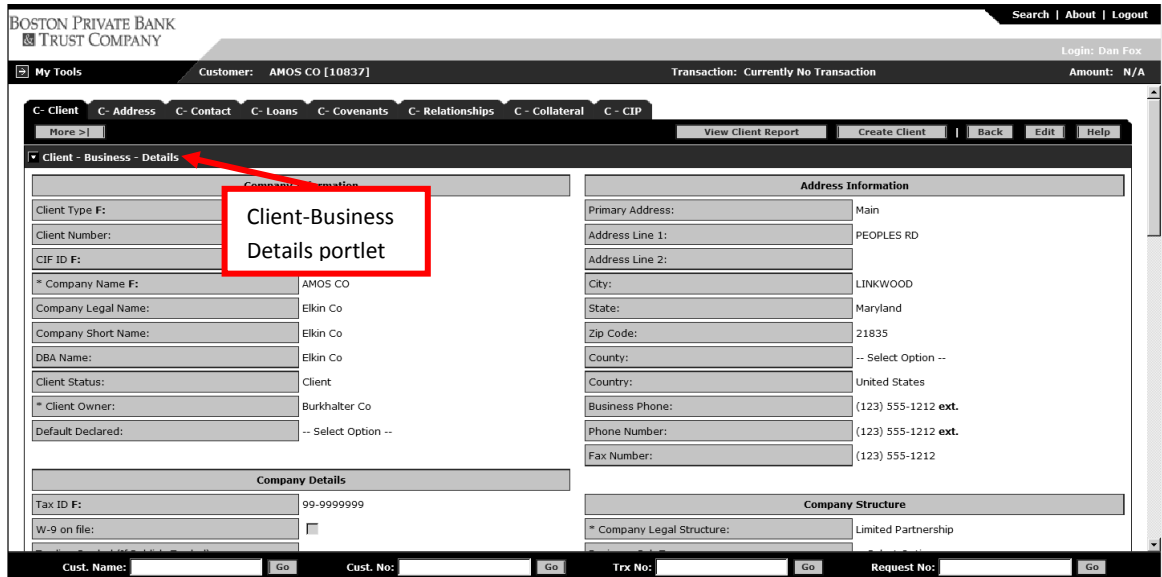 Search | About | Logout
BOSTON PRIVATE BANK
& TRUST COMPANY
Login: Dan Fox
My Tools
Customer: AMOS CO [10837]
Transaction: Currently No Transaction
Amount: N/A
C- Client
C- Address
C- Contact
C- Loans
C- Covenants
C- Relationships
C - Collateral
C - CIP
More >|
View Client Report
Create Client
|
Back
Edit
Help
Client - Business - Details
Client-Business
Details portlet
Company Information
Client Type F:
Client Number:
CIF ID F:
* Company Name F: AMOS CO
Company Legal Name: Elkin Co
Company Short Name: Elkin Co
DBA Name: Elkin Co
Client Status: Client
* Client Owner: Burkhalter Co
Default Declared: -- Select Option --
Company Details
Tax ID F: 99-9999999
W-9 on file:
Address Information
Primary Address: Main
Address Line 1: PEOPLES RD
Address Line 2:
City: LINKWOOD
State: Maryland
Zip Code: 21835
County: -- Select Option --
Country: United States
Business Phone: (123) 555-1212 ext.
Phone Number: (123) 555-1212 ext.
Fax Number: (123) 555-1212
Company Structure
* Company Legal Structure: Limited Partnership
Cust. Name: Go
Cust. No: Go
Trx No: Go
Request No: Go